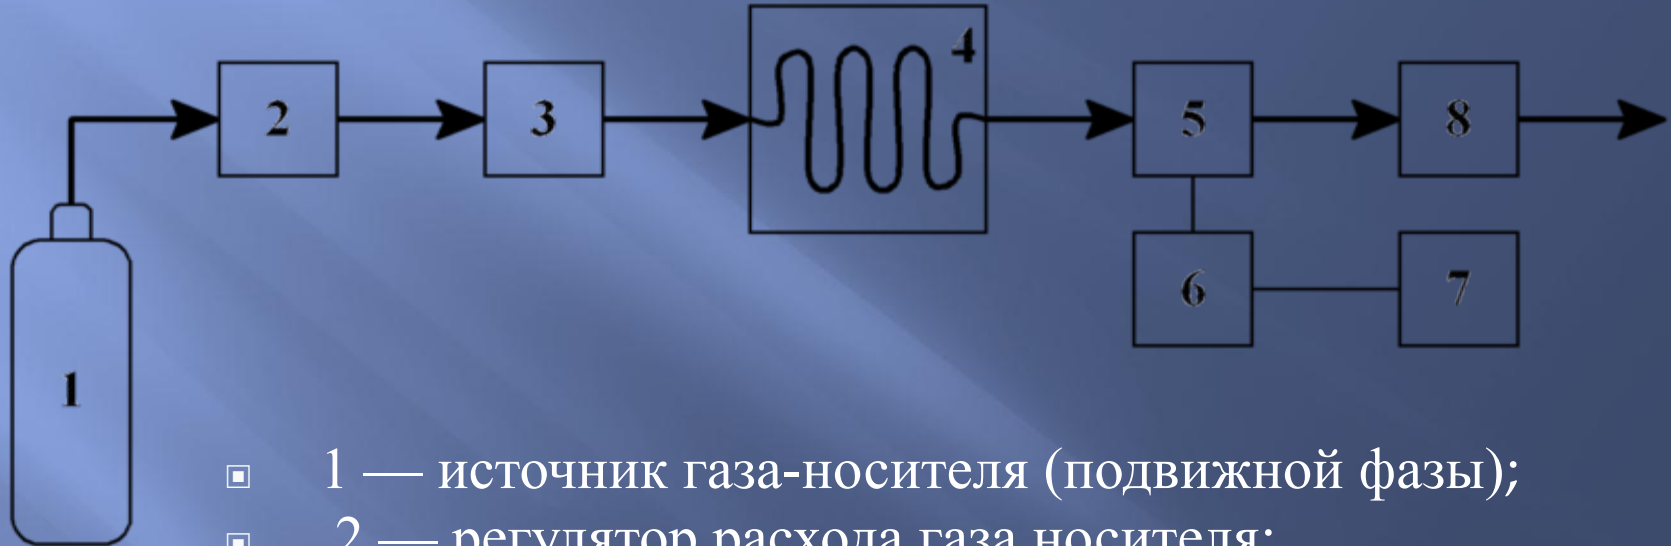 4
2 3 5 8
6 7
1
1 — источник газа-носителя (подвижной фазы);
2 — регулятор расхода газа носителя;